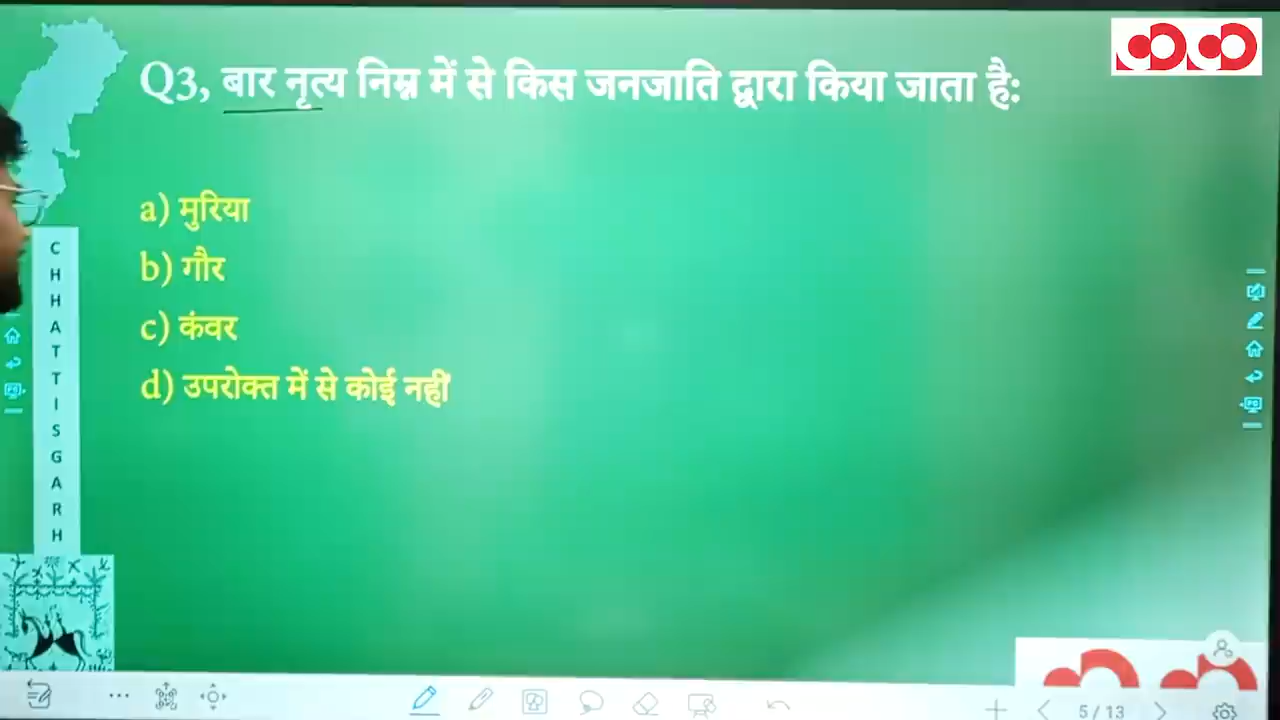 Q3, बार नृत्य निम्न में से किस जनजाति द्वारा किया जाता है:
a) मुरिया
b) गौर
c) कंवर
d) उपरोक्त में से कोई नहीं
CHHATTISGARH
5/13